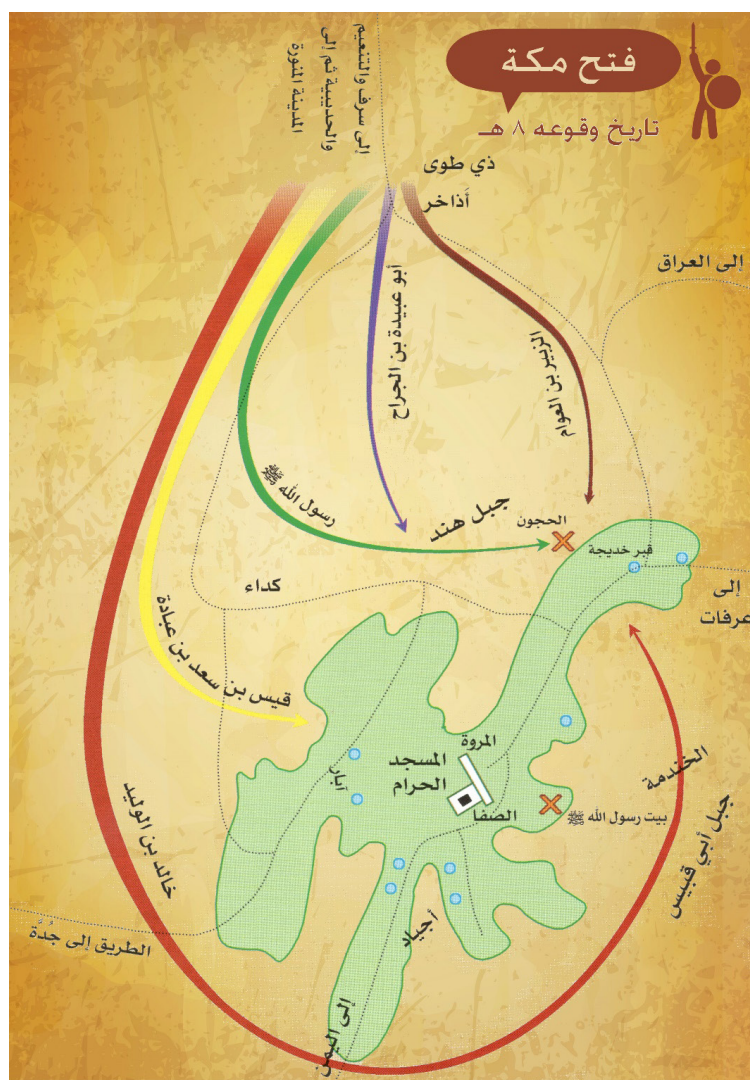 فتح مكة
تاريخ وقوعه ٨ هـ
إلى سرف والتنعيم
والحديبية ثم إلى
المدينة المنورة
ذي طوى
أَذاخر
إلى العراق
أبو عبيدة بن الجراح
الزبير بن العوام
رسول الله ﷺ
جبل هند
الحجون
قبر خديجة
إلى
عرفات
كداء
قيس بن سعد بن عبادة
المروة
المسجد
الحرام
الصفا
آبار
بيت رسول الله ﷺ
الخندمة
جبل أبي قبيس
خالد بن الوليد
أجياد
الطريق إلى جُدَّة
إلى اليمن